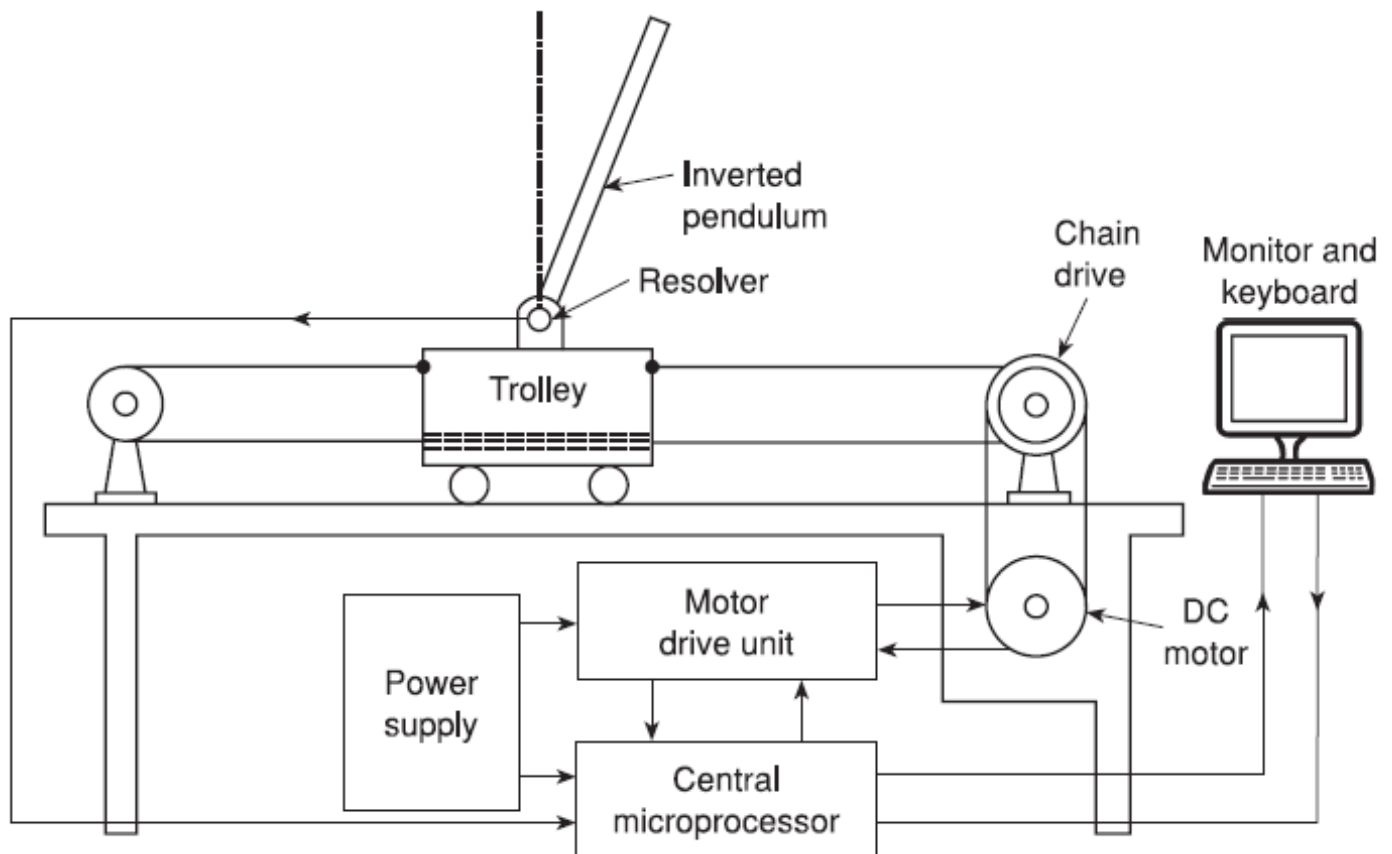 Inverted
pendulum
Resolver
Chain
drive
Monitor and
keyboard
Trolley
Motor
drive unit
DC
motor
Power
supply
Central
microprocessor